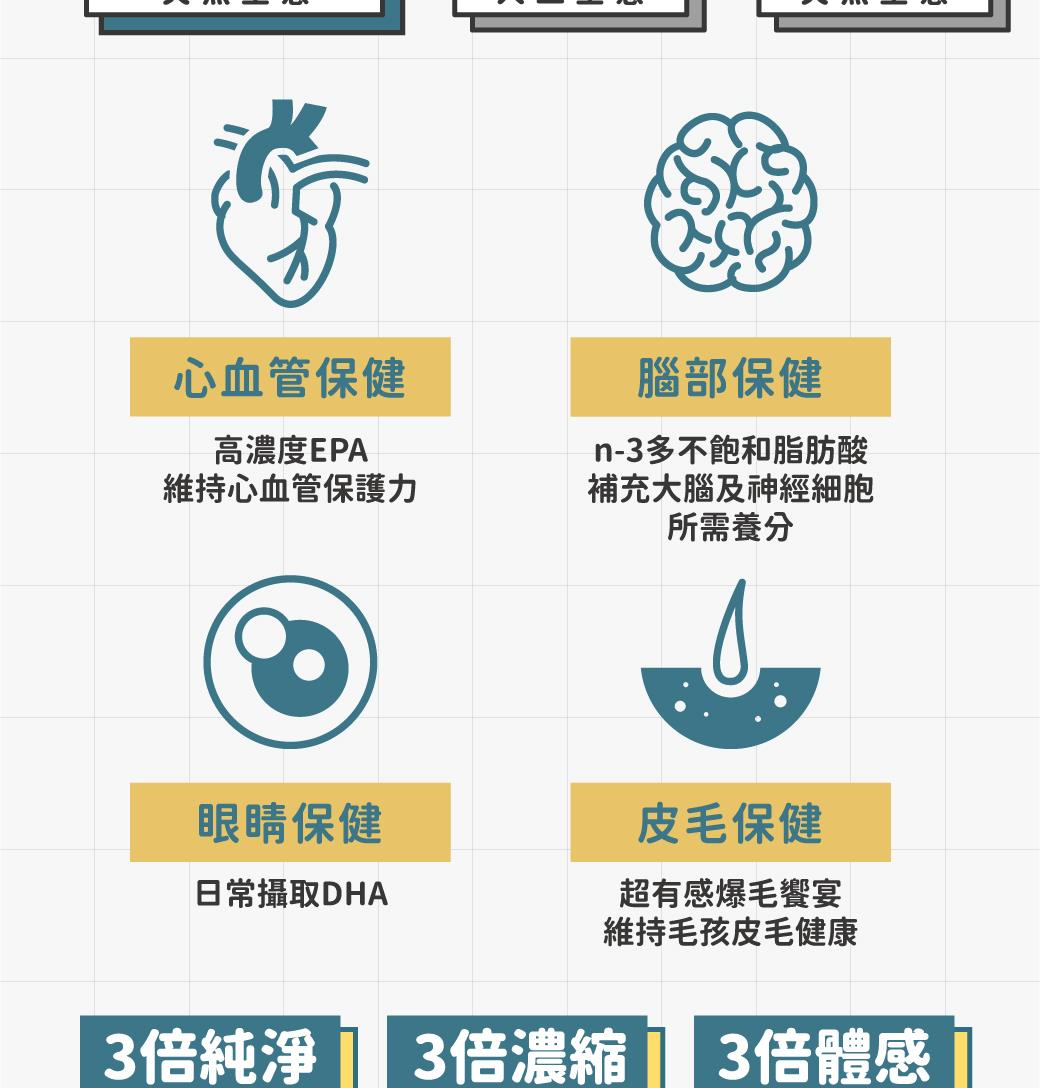 心血管保健
腦部保健
高濃度EPA
維持心血管保護力
n-3多不飽和脂肪酸
補充大腦及神經細胞
所需養分
眼睛保健
皮毛保健
日常攝取DHA
超有感爆毛饗宴
維持毛孩皮毛健康
3倍純淨
3倍濃縮
3倍體感